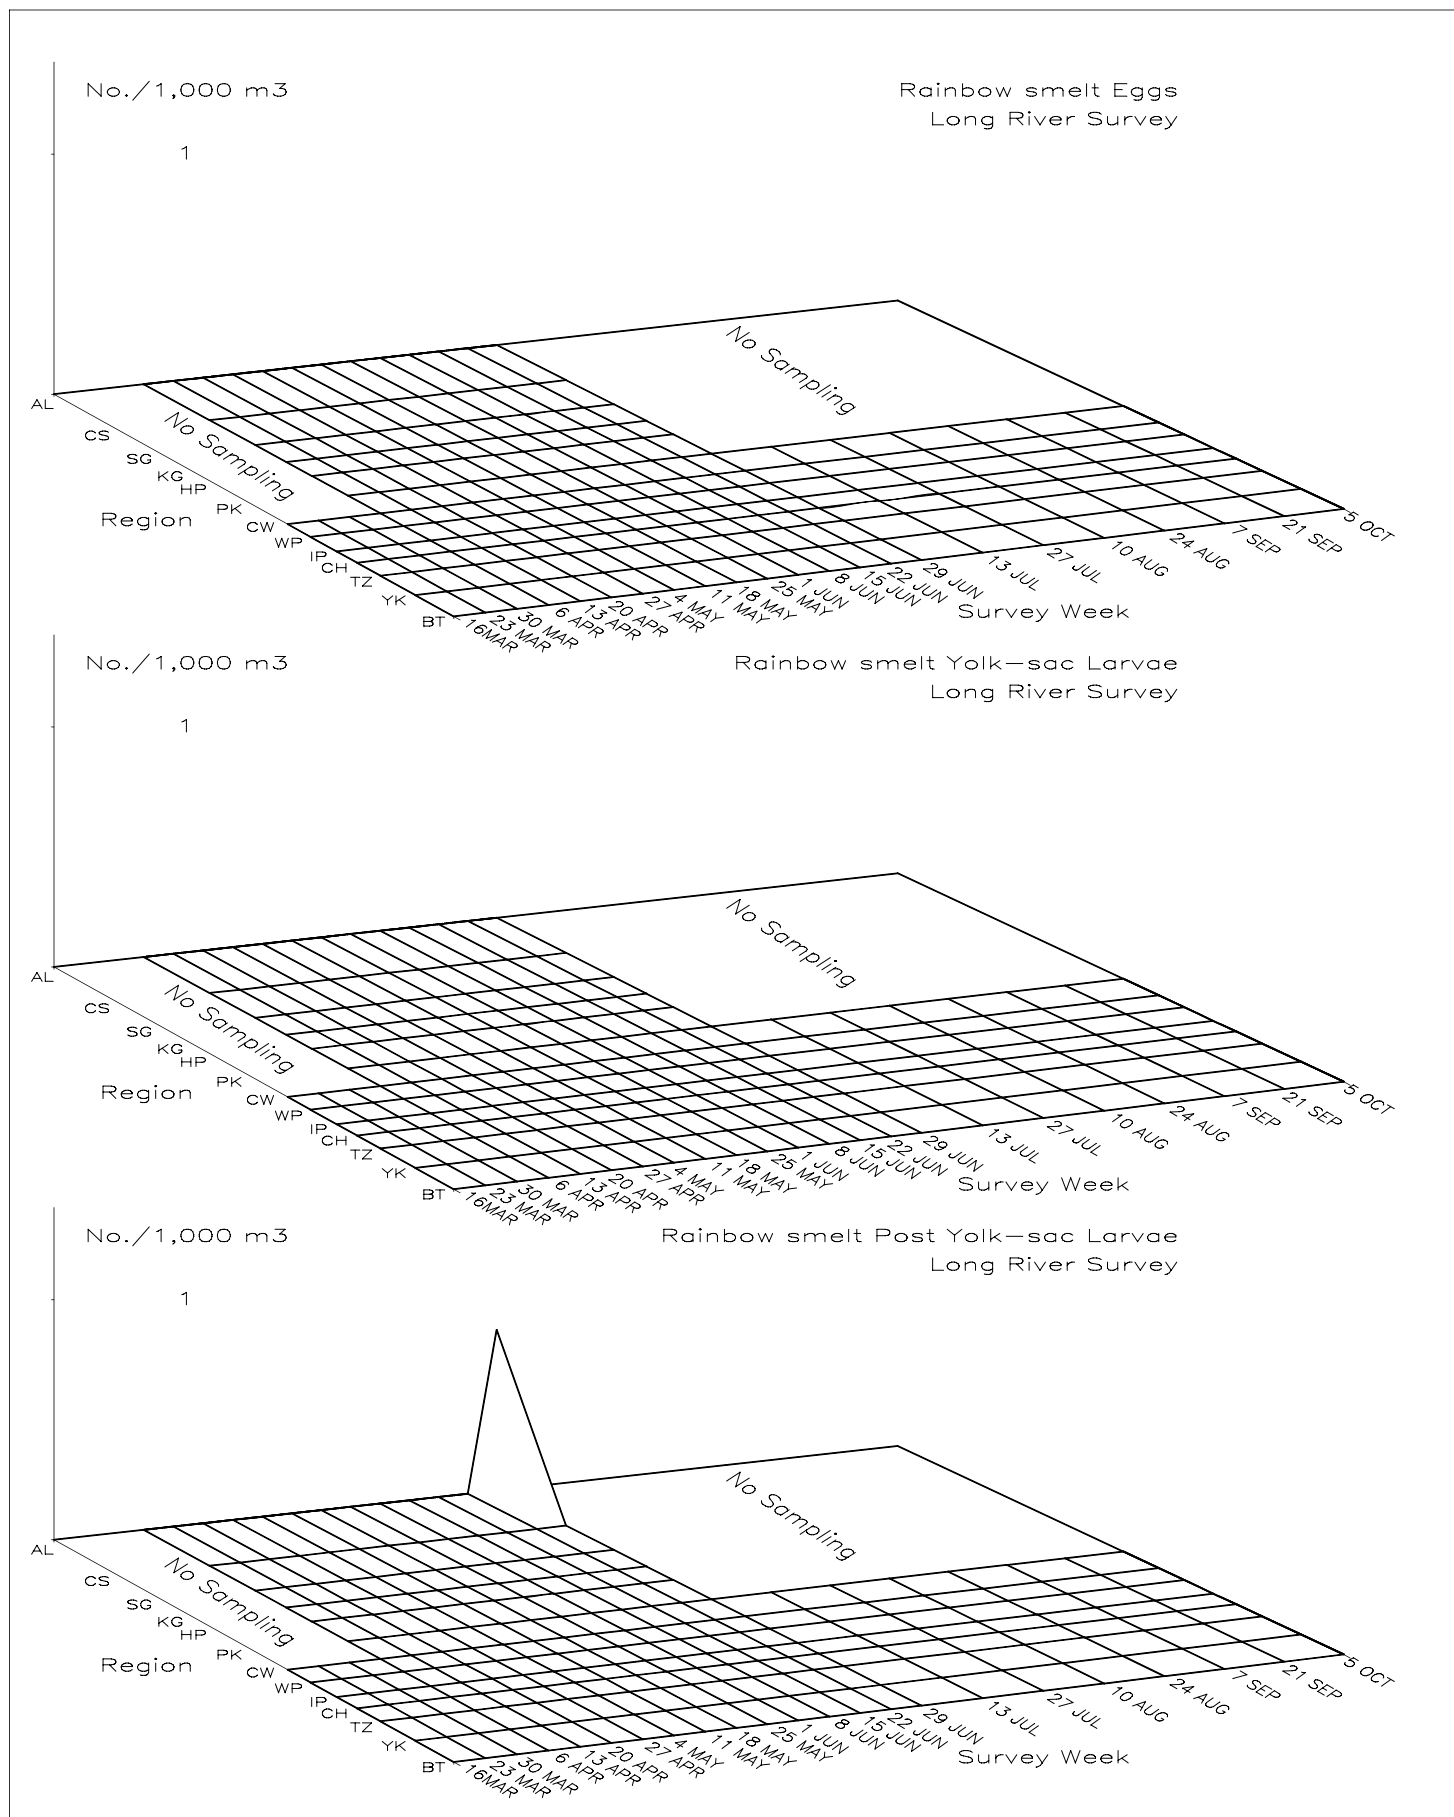 No./1,000 m3
Rainbow smelt Eggs
Long River Survey
1
No Sampling
AL
CS
No Sampling
SG
KG
HP
PK
Region
CW
WP
IP
CH
TZ
YK
BT
16MAR
23 MAR
30 MAR
6 APR
13 APR
20 APR
27 APR
4 MAY
11 MAY
18 MAY
25 MAY
1 JUN
8 JUN
15 JUN
22 JUN
29 JUN
13 JUL
27 JUL
10 AUG
24 AUG
7 SEP
21 SEP
5 OCT
Survey Week
No./1,000 m3
Rainbow smelt Yolk-sac Larvae
Long River Survey
1
No Sampling
AL
CS
No Sampling
SG
KG
HP
PK
Region
CW
WP
IP
CH
TZ
YK
BT
16MAR
23 MAR
30 MAR
6 APR
13 APR
20 APR
27 APR
4 MAY
11 MAY
18 MAY
25 MAY
1 JUN
8 JUN
15 JUN
22 JUN
29 JUN
13 JUL
27 JUL
10 AUG
24 AUG
7 SEP
21 SEP
5 OCT
Survey Week
No./1,000 m3
Rainbow smelt Post Yolk-sac Larvae
Long River Survey
1
No Sampling
AL
CS
No Sampling
SG
KG
HP
PK
Region
CW
WP
IP
CH
TZ
YK
BT
16MAR
23 MAR
30 MAR
6 APR
13 APR
20 APR
27 APR
4 MAY
11 MAY
18 MAY
25 MAY
1 JUN
8 JUN
15 JUN
22 JUN
29 JUN
13 JUL
27 JUL
10 AUG
24 AUG
7 SEP
21 SEP
5 OCT
Survey Week